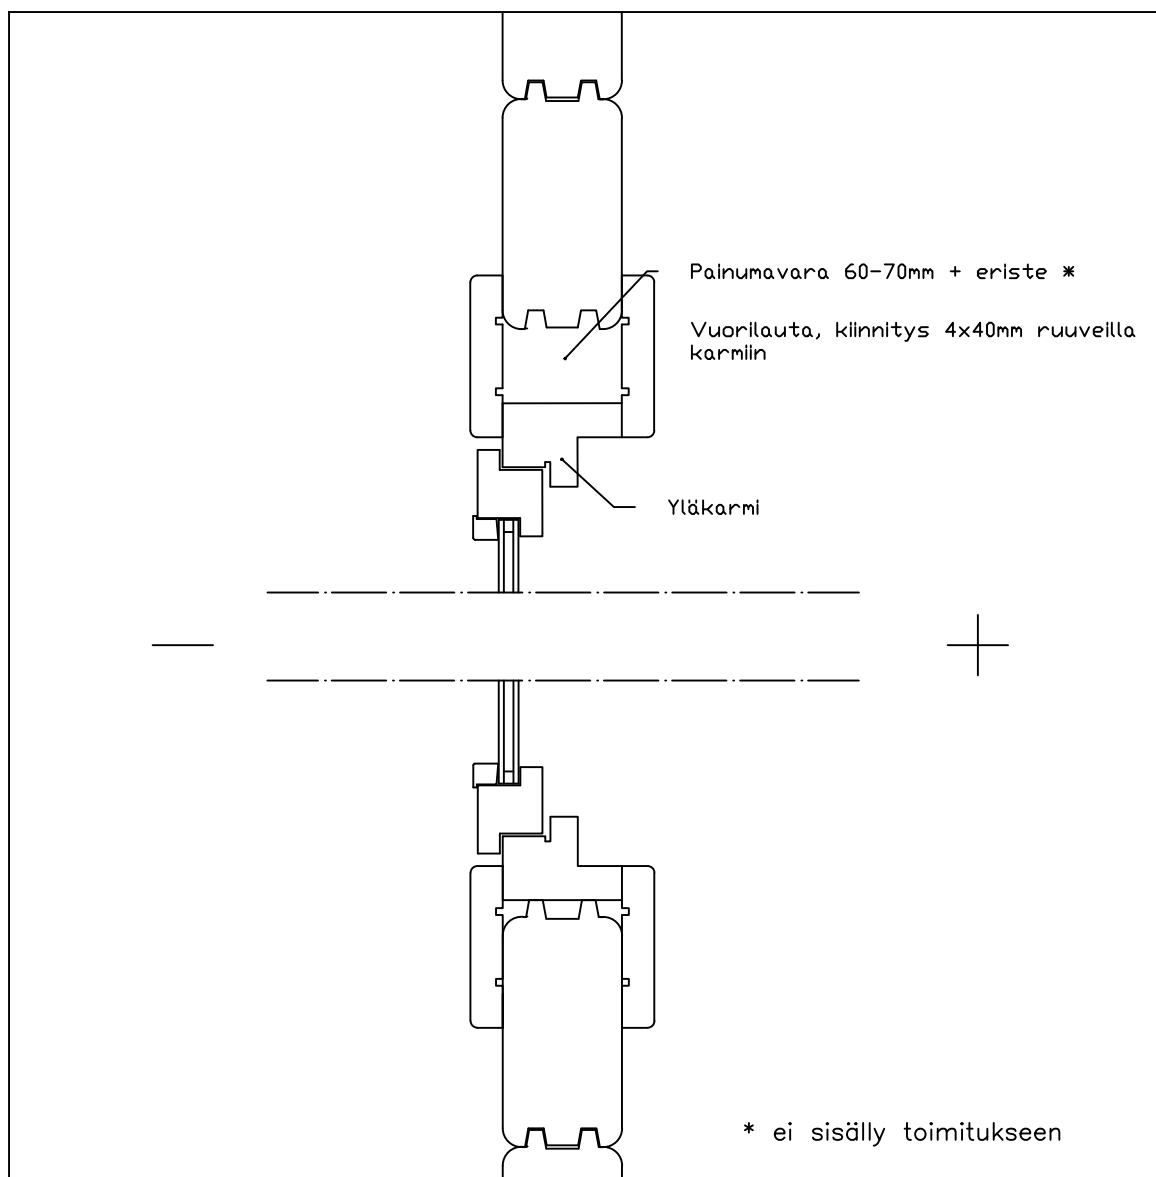 Painumavara 60-70mm + eriste *
Vuorilauta, kiinnitys 4x40mm ruuveilla
karmiin
Yläkarmi
* ei sisälly toimitukseen